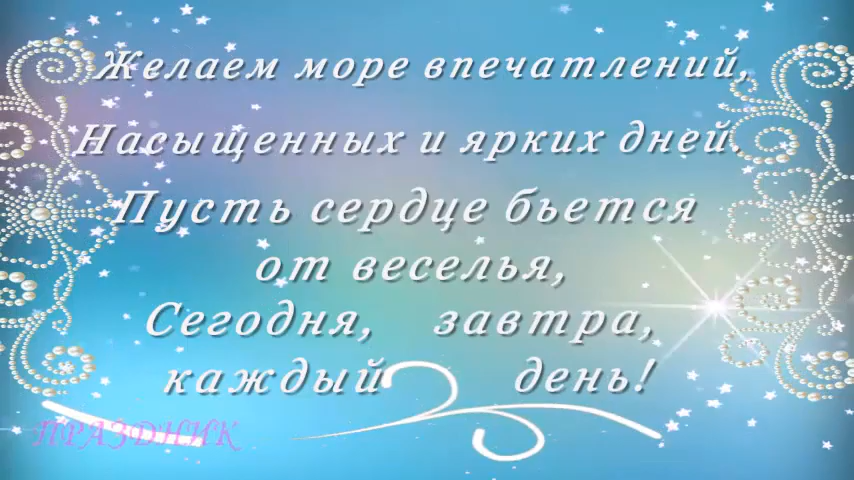 Желаем море впечатлений,
Насыщенных и ярких дней.
Пусть сердце бьется
от веселья,
Сегодня, завтра,
каждый день!
ПРАЗДНИК